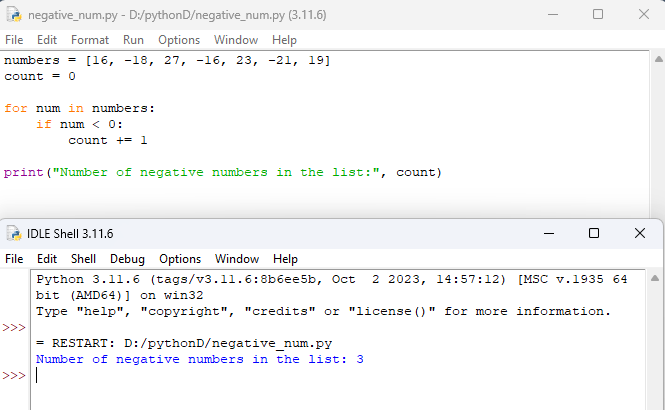 negative_num.py - D:/pythonD/negative_num.py (3.11.6)
File Edit Format Run Options Window Help
numbers = [16, -18, 27, -16, 23, -21, 19]
count = 0
for num in numbers:
    if num < 0:
        count += 1
print("Number of negative numbers in the list:", count)
IDLE Shell 3.11.6
File Edit Shell Debug Options Window Help
Python 3.11.6 (tags/v3.11.6:8b6ee5b, Oct  2 2023, 14:57:12) [MSC v.1935 64
bit (AMD64)] on win32
Type "help", "copyright", "credits" or "license()" for more information.
>>>
= RESTART: D:/pythonD/negative_num.py
Number of negative numbers in the list: 3
>>>